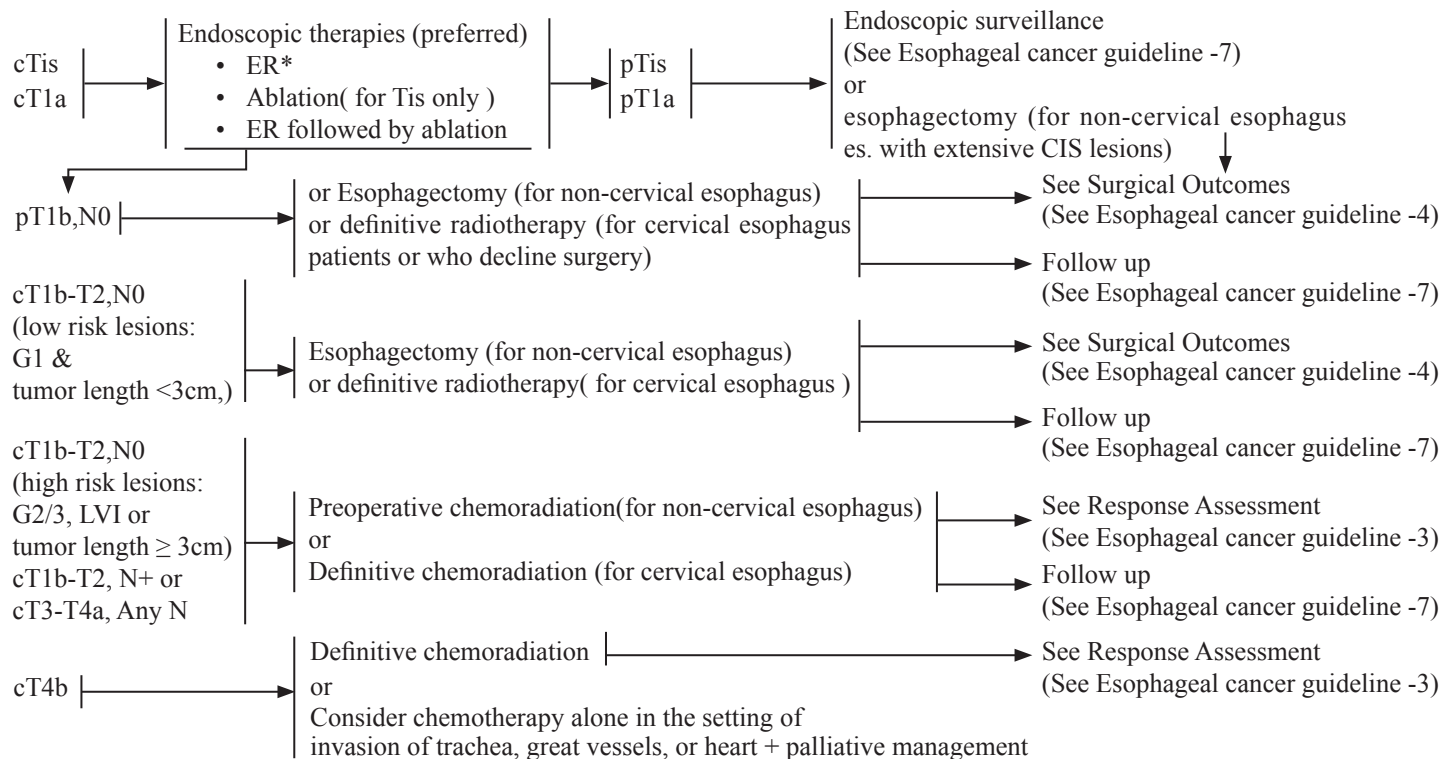 cTis
cT1a
Endoscopic therapies (preferred)
• ER*
• Ablation( for Tis only )
• ER followed by ablation
pTis
pT1a
Endoscopic surveillance
(See Esophageal cancer guideline -7)
or
esophagectomy (for non-cervical esophagus
es. with extensive CIS lesions)
pT1b,N0
or Esophagectomy (for non-cervical esophagus)
or definitive radiotherapy (for cervical esophagus
patients or who decline surgery)
See Surgical Outcomes
(See Esophageal cancer guideline -4)
Follow up
(See Esophageal cancer guideline -7)
cT1b-T2,N0
(low risk lesions:
G1 &
tumor length <3cm,)
Esophagectomy (for non-cervical esophagus)
or definitive radiotherapy( for cervical esophagus )
See Surgical Outcomes
(See Esophageal cancer guideline -4)
Follow up
(See Esophageal cancer guideline -7)
cT1b-T2,N0
(high risk lesions:
G2/3, LVI or
tumor length ≥ 3cm)
cT1b-T2, N+ or
cT3-T4a, Any N
Preoperative chemoradiation(for non-cervical esophagus)
or
Definitive chemoradiation (for cervical esophagus)
See Response Assessment
(See Esophageal cancer guideline -3)
Follow up
(See Esophageal cancer guideline -7)
cT4b
Definitive chemoradiation
or
Consider chemotherapy alone in the setting of
invasion of trachea, great vessels, or heart + palliative management
See Response Assessment
(See Esophageal cancer guideline -3)